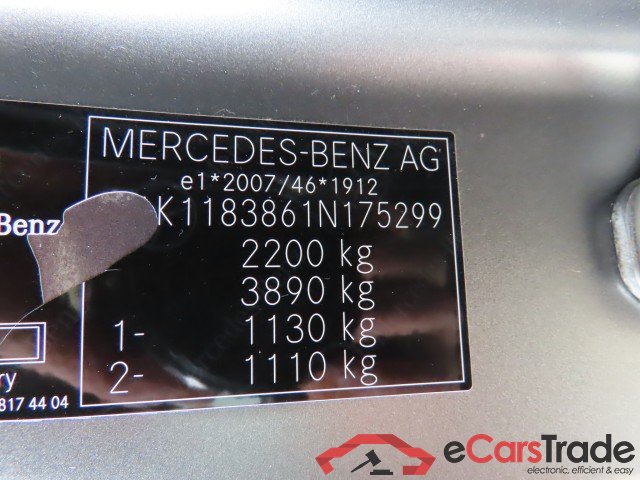 MERCEDES-BENZ AG
e1*2007/46*1912
K1183861N175299
Benz
2200 kg
3890 kg
1- 1130 kg
2- 1110 kg
ry
817 44 04
eCarsTrade
electronic, efficient & easy